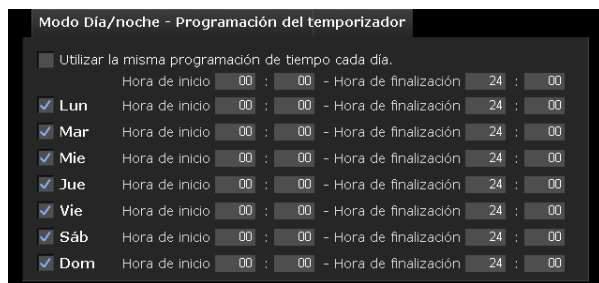 Modo Día/noche - Programación del temporizador
Utilizar la misma programación de tiempo cada día.
Hora de inicio 00 : 00 - Hora de finalización 24 : 00
Lun Hora de inicio 00 : 00 - Hora de finalización 24 : 00
Mar Hora de inicio 00 : 00 - Hora de finalización 24 : 00
Mie Hora de inicio 00 : 00 - Hora de finalización 24 : 00
Jue Hora de inicio 00 : 00 - Hora de finalización 24 : 00
Vie Hora de inicio 00 : 00 - Hora de finalización 24 : 00
Sáb Hora de inicio 00 : 00 - Hora de finalización 24 : 00
Dom Hora de inicio 00 : 00 - Hora de finalización 24 : 00